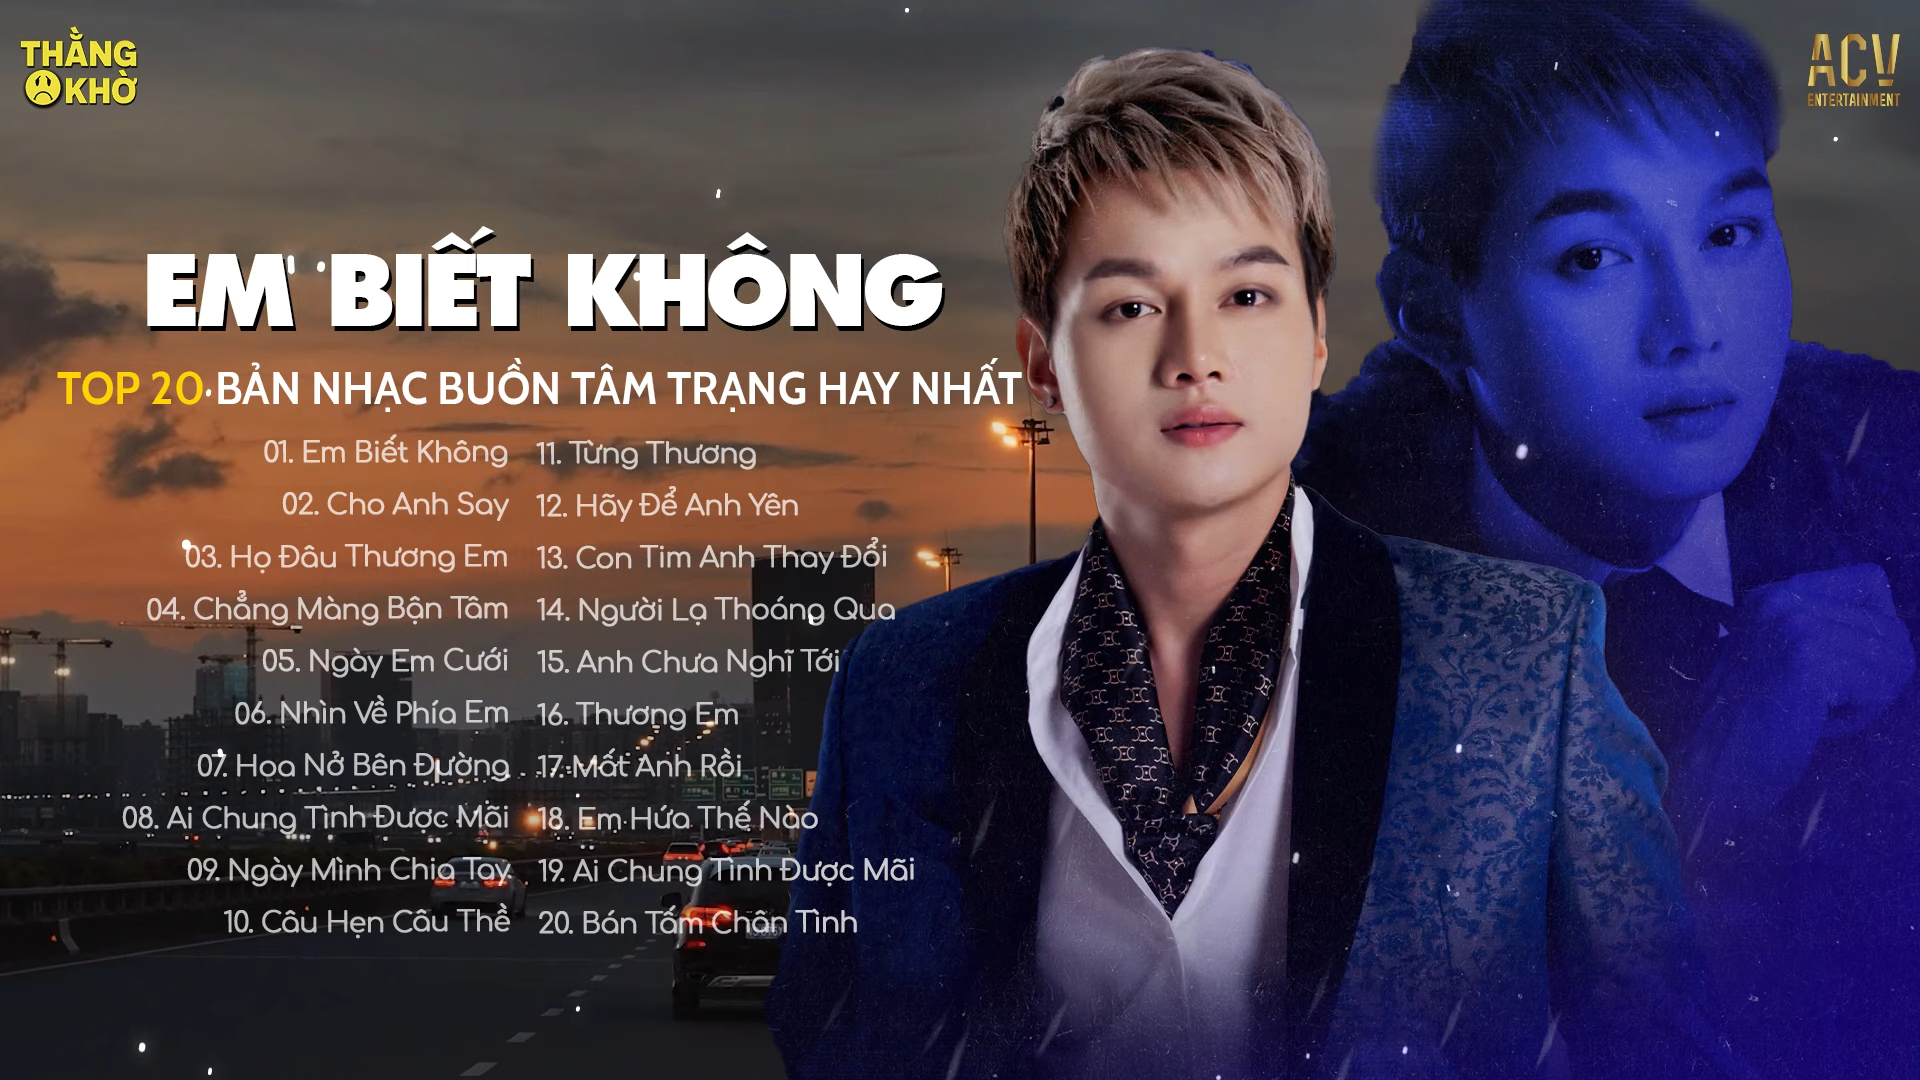 THẰNG
KHỜ
ACV
ENTERTAINMENT
EM BIẾT KHÔNG
TOP 20 BẢN NHẠC BUỒN TÂM TRẠNG HAY NHẤT
01. Em Biết Không
02. Cho Anh Say
03. Họ Đâu Thương Em
04. Chẳng Màng Bận Tâm
05. Ngày Em Cưới
06. Nhìn Về Phía Em
07. Hoa Nở Bên Đường
08. Ai Chung Tình Được Mãi
09. Ngày Mình Chia Tay
10. Câu Hẹn Câu Thề
11. Từng Thương
12. Hãy Để Anh Yên
13. Con Tim Anh Thay Đổi
14. Người Lạ Thoáng Qua
15. Anh Chưa Nghĩ Tới
16. Thương Em
17. Mất Anh Rồi
18. Em Hứa Thế Nào
19. Ai Chung Tình Được Mãi
20. Bán Tấm Chân Tình